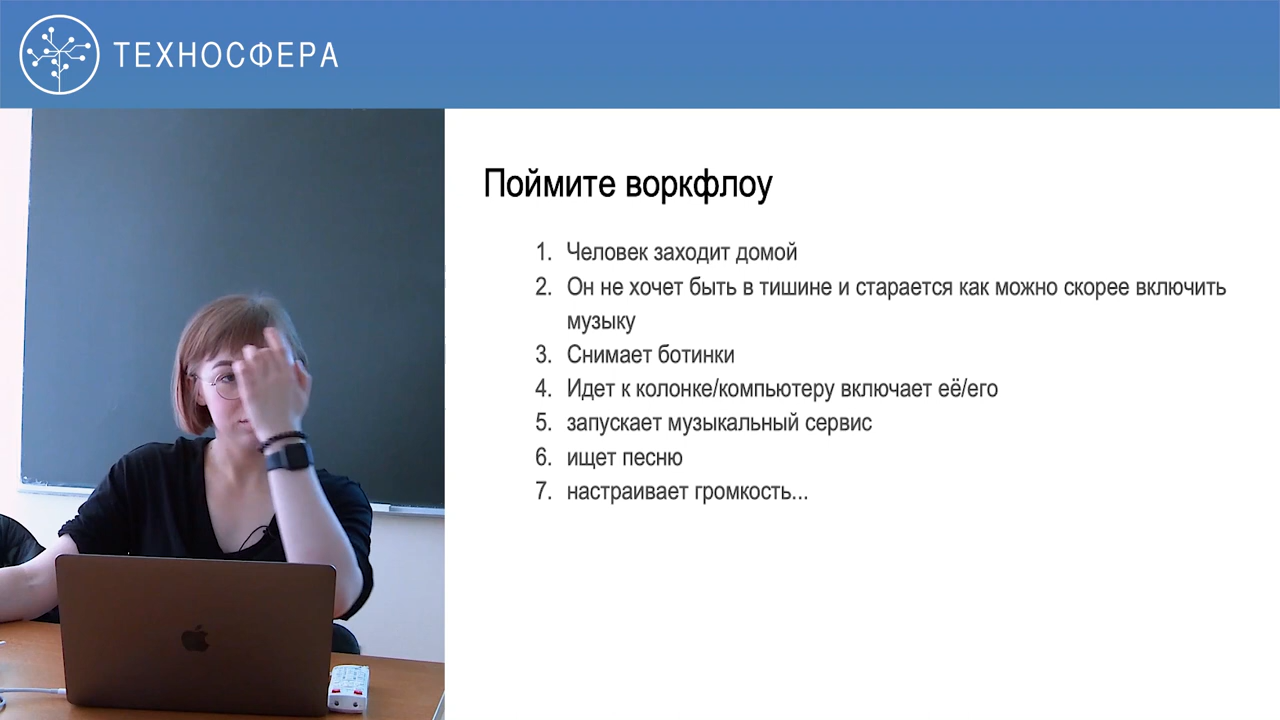 ТЕХНОСФЕРА
Поймите воркфлоу
1. Человек заходит домой
2. Он не хочет быть в тишине и старается как можно скорее включить
музыку
3. Снимает ботинки
4. Идет к колонке/компьютеру включает её/его
5. запускает музыкальный сервис
6. ищет песню
7. настраивает громкость...